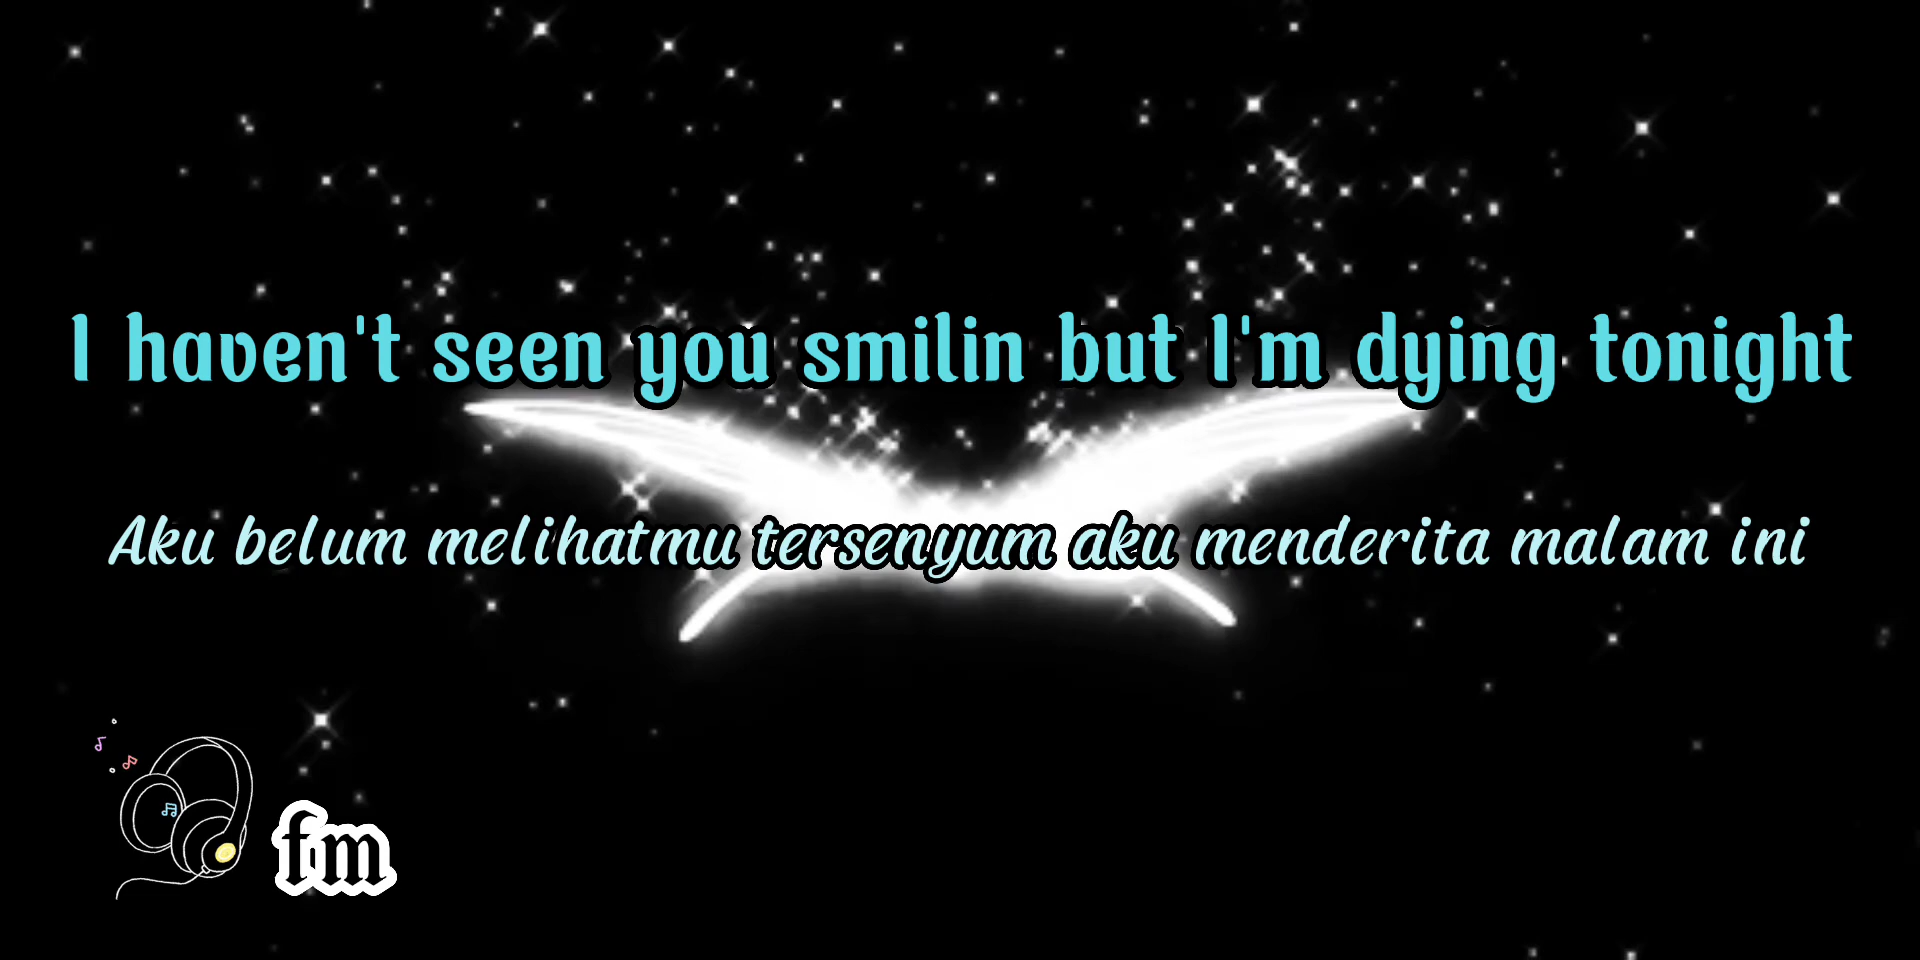 I haven't seen you smilin but I'm dying tonight
Aku belum melihatmu tersenyum aku menderita malam ini
fm